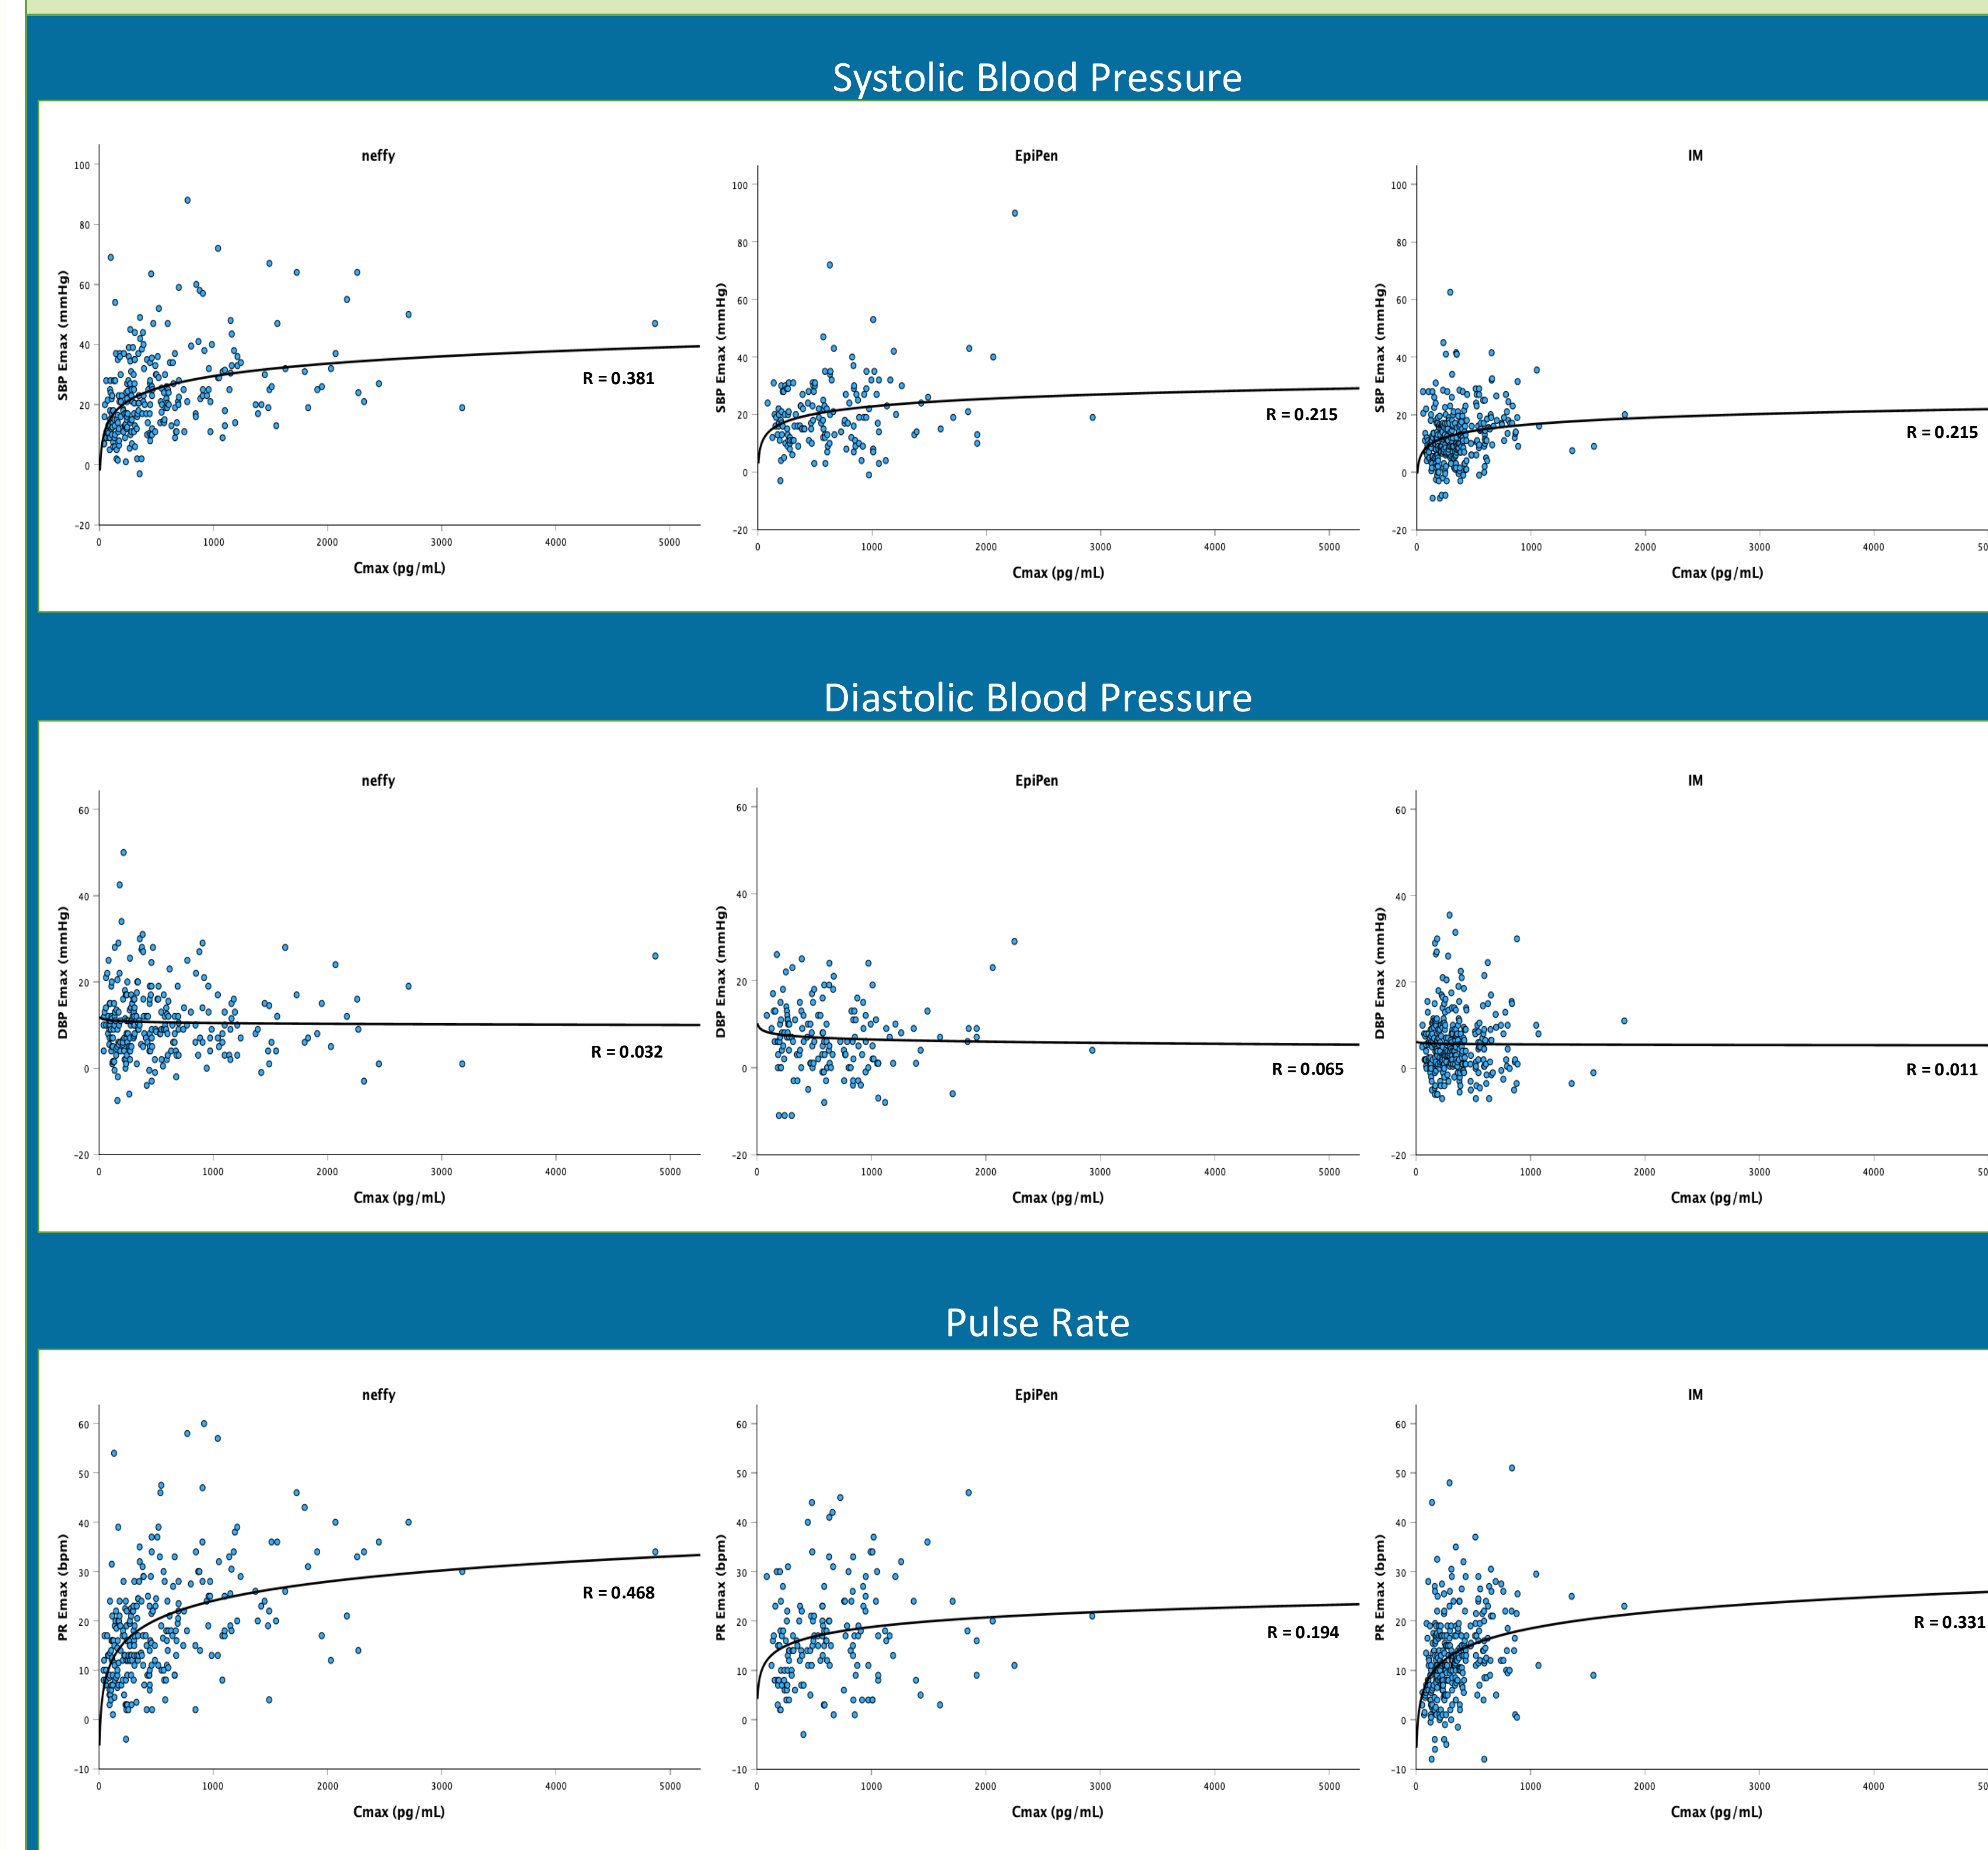 Systolic Blood Pressure
neffy
100
80
60
40
20
0
-20
SBP Emax (mmHg)
R = 0.381
0 1000 2000 3000 4000 5000
Cmax (pg/mL)
EpiPen
100
80
60
40
20
0
-20
SBP Emax (mmHg)
R = 0.215
0 1000 2000 3000 4000 5000
Cmax (pg/mL)
IM
100
80
60
40
20
0
-20
SBP Emax (mmHg)
R = 0.215
0 1000 2000 3000 4000
Cmax (pg/mL)
Diastolic Blood Pressure
neffy
60
40
20
0
-20
DBP Emax (mmHg)
R = 0.032
0 1000 2000 3000 4000 5000
Cmax (pg/mL)
EpiPen
60
40
20
0
-20
DBP Emax (mmHg)
R = 0.065
0 1000 2000 3000 4000 5000
Cmax (pg/mL)
IM
60
40
20
0
-20
DBP Emax (mmHg)
R = 0.011
0 1000 2000 3000 4000
Cmax (pg/mL)
Pulse Rate
neffy
60
50
40
30
20
10
0
-10
PR Emax (bpm)
R = 0.468
0 1000 2000 3000 4000 5000
Cmax (pg/mL)
EpiPen
60
50
40
30
20
10
0
-10
PR Emax (bpm)
R = 0.194
0 1000 2000 3000 4000 5000
Cmax (pg/mL)
IM
60
50
40
30
20
10
0
-10
PR Emax (bpm)
R = 0.331
0 1000 2000 3000 4000
Cmax (pg/mL)